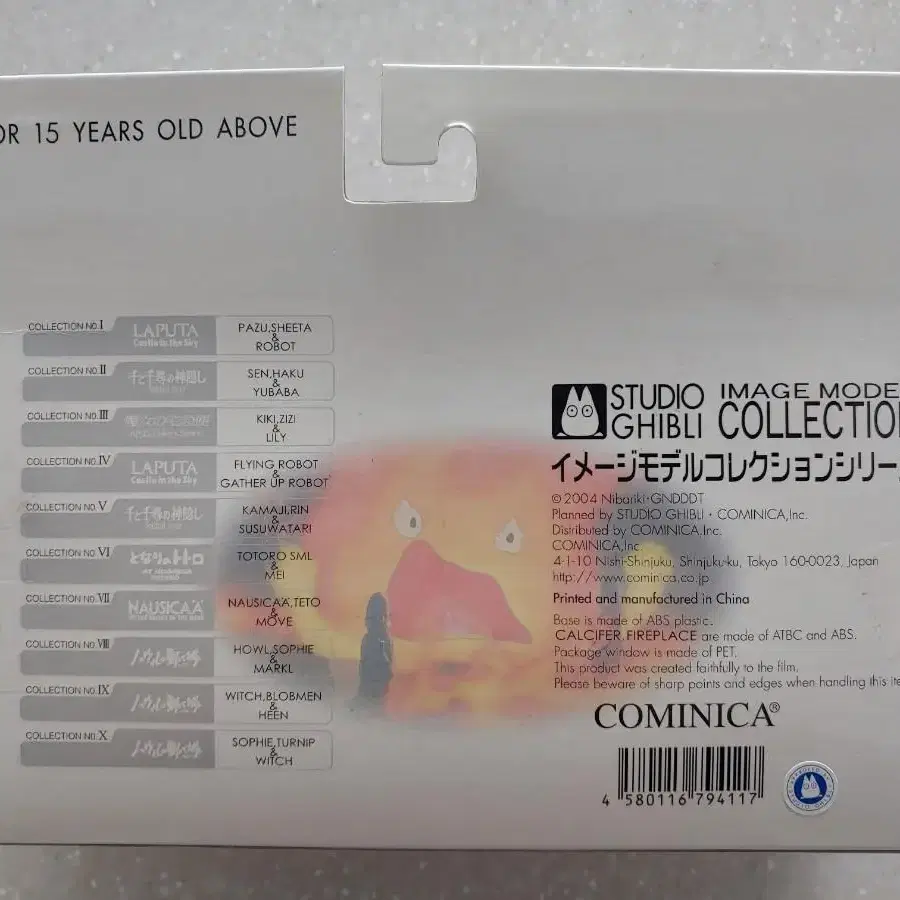 OR 15 YEARS OLD ABOVE
COLLECTION NO.I
LAPUTA
Castle in the Sky
PAZU,SHEETA
&
ROBOT
COLLECTION NO.II
千と千尋の神隠し
SEN,HAKU
&
YUBABA
COLLECTION NO.III
KIKI,ZIZI
&
LILY
COLLECTION NO.IV
LAPUTA
Castle in the Sky
FLYING ROBOT
&
GATHER UP ROBOT
COLLECTION NO.V
千と千尋の神隠し
KAMAJI,RIN
&
SUSUWATARI
COLLECTION NO.VI
となりのトトロ
MY NEIGHBOR
TOTORO
TOTORO SML
&
MEI
COLLECTION NO.VII
NAUSICAÄ
NAUSICAÄ,TETO
&
MOVE
COLLECTION NO.VIII
ハウルの動く城
HOWL,SOPHIE
&
MARKL
COLLECTION NO.IX
ハウルの動く城
WITCH,BLOBMEN
&
HEEN
COLLECTION NO.X
ハウルの動く城
SOPHIE,TURNIP
&
WITCH
STUDIO GHIBLI
IMAGE MODE
COLLECTION
イメージモデルコレクションシリー
©2004 Nibariki·GNDDDT
Planned by STUDIO GHIBLI · COMINICA,Inc.
Distributed by COMINICA.Inc.
COMINICA,Inc.
4-1-10 Nishi-Shinjuku, Shinjuku-ku, Tokyo 160-0023, Japan
http://www.cominica.co.jp
Printed and manufactured in China
Base is made of ABS plastic.
CALCIFER,FIREPLACE are made of ATBC and ABS.
Package window is made of PET.
This product was created faithfully to the film.
Please beware of sharp points and edges when handling this ite
COMINICA®
4 580116 794117